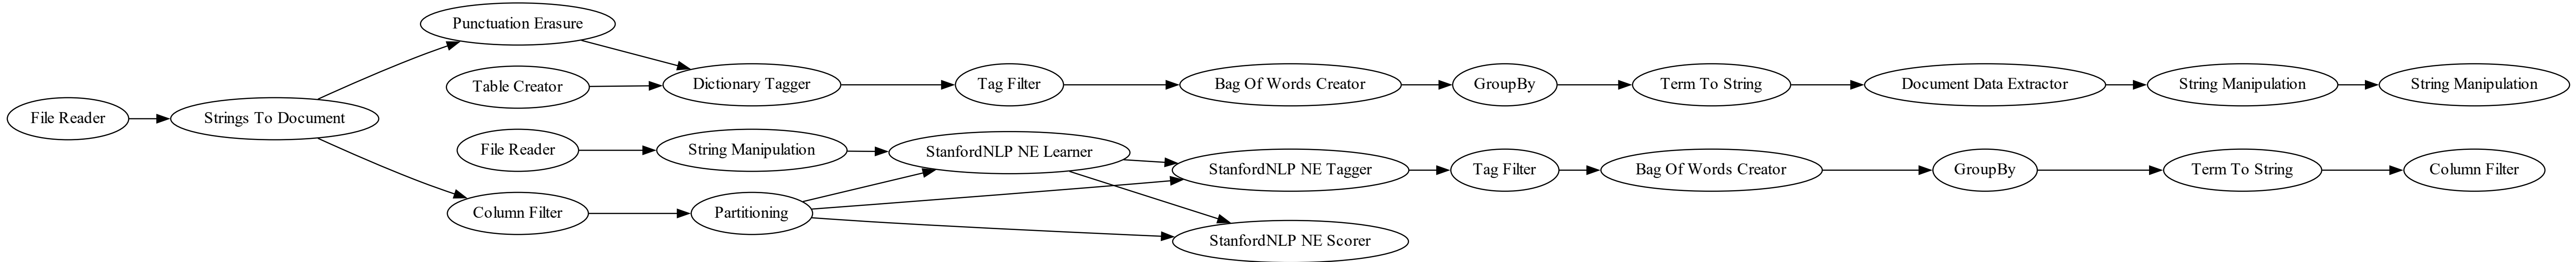 Punctuation Erasure
Table Creator
Dictionary Tagger
Tag Filter
Bag Of Words Creator
GroupBy
Term To String
Document Data Extractor
String Manipulation
String Manipulation
File Reader
Strings To Document
File Reader
String Manipulation
StanfordNLP NE Learner
StanfordNLP NE Tagger
Tag Filter
Bag Of Words Creator
GroupBy
Term To String
Column Filter
Column Filter
Partitioning
StanfordNLP NE Scorer